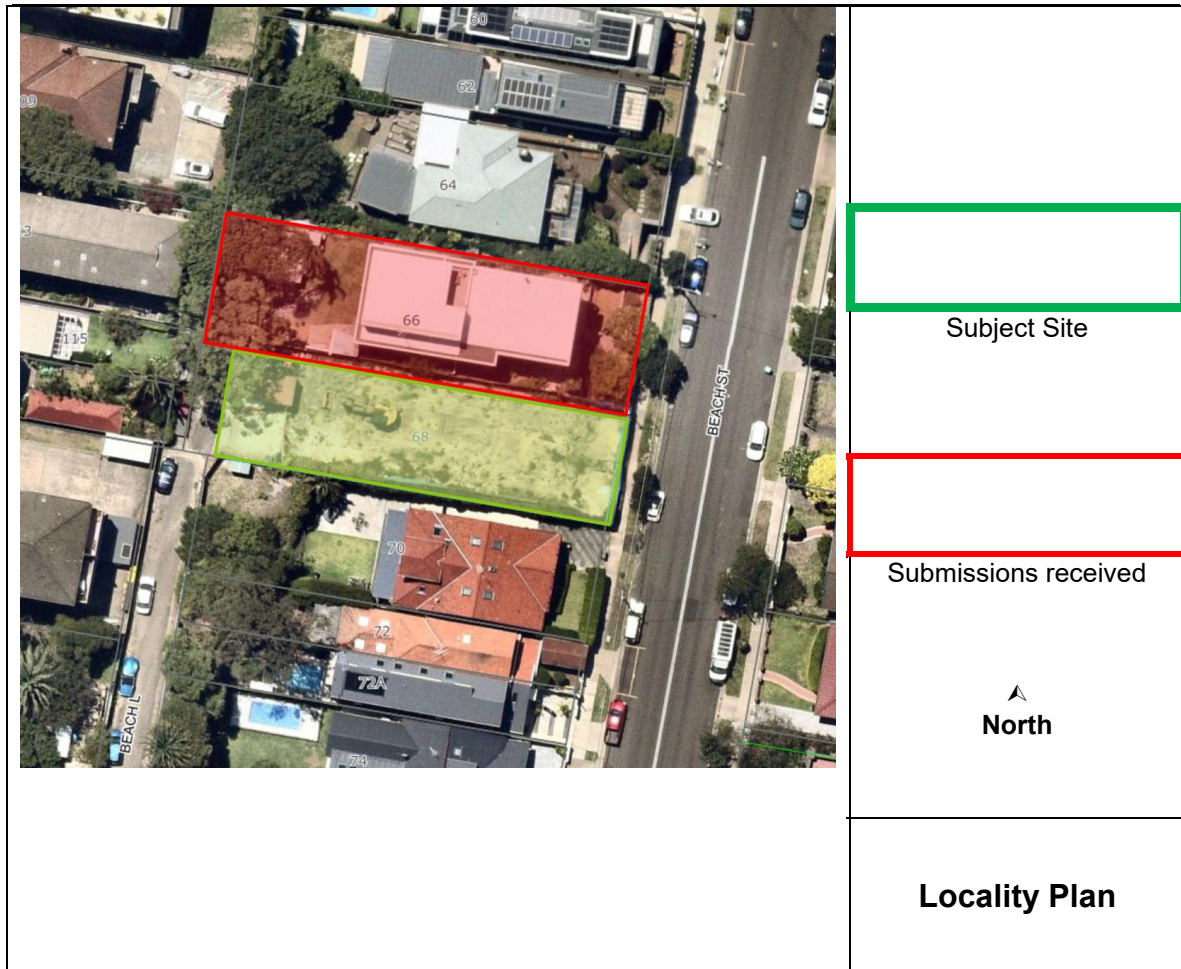 60
62
09
64
3
66
115
68
BEACH ST
70
72
72A
BEACH L
74
Subject Site
Submissions received
North
Locality Plan